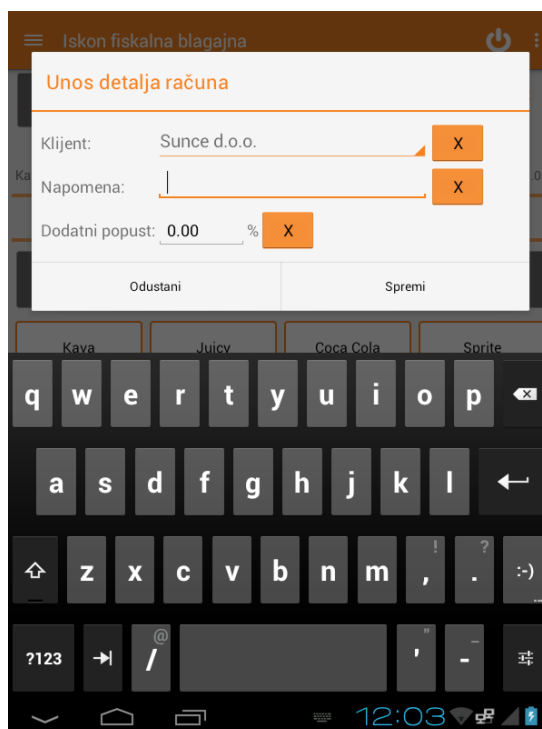 Iskon fiskalna blagajna
Unos detalja računa
Klijent: Sunce d.o.o. X
Napomena: X
Dodatni popust: 0.00 % X
Odustani Spremi
Kava Juicy Coca Cola Sprite
q w e r t y u i o p
a s d f g h j k l
! ?
z x c v b n m , . :-)
@ " _
?123 / ' -
12:03